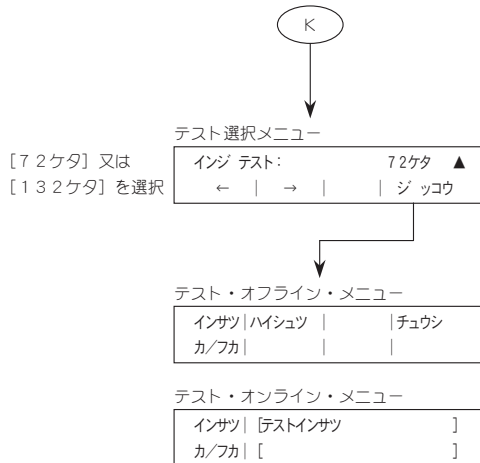 K
テスト選択メニュー
[72ケタ] 又は
[132ケタ] を選択
インジ テスト: 72ケタ ▲
← | → | | ジッコウ
テスト・オフライン・メニュー
インサツ|ハイシュツ | |チュウシ
カ/フカ| | |
テスト・オンライン・メニュー
インサツ| [テストインサツ ]
カ/フカ| [ ]